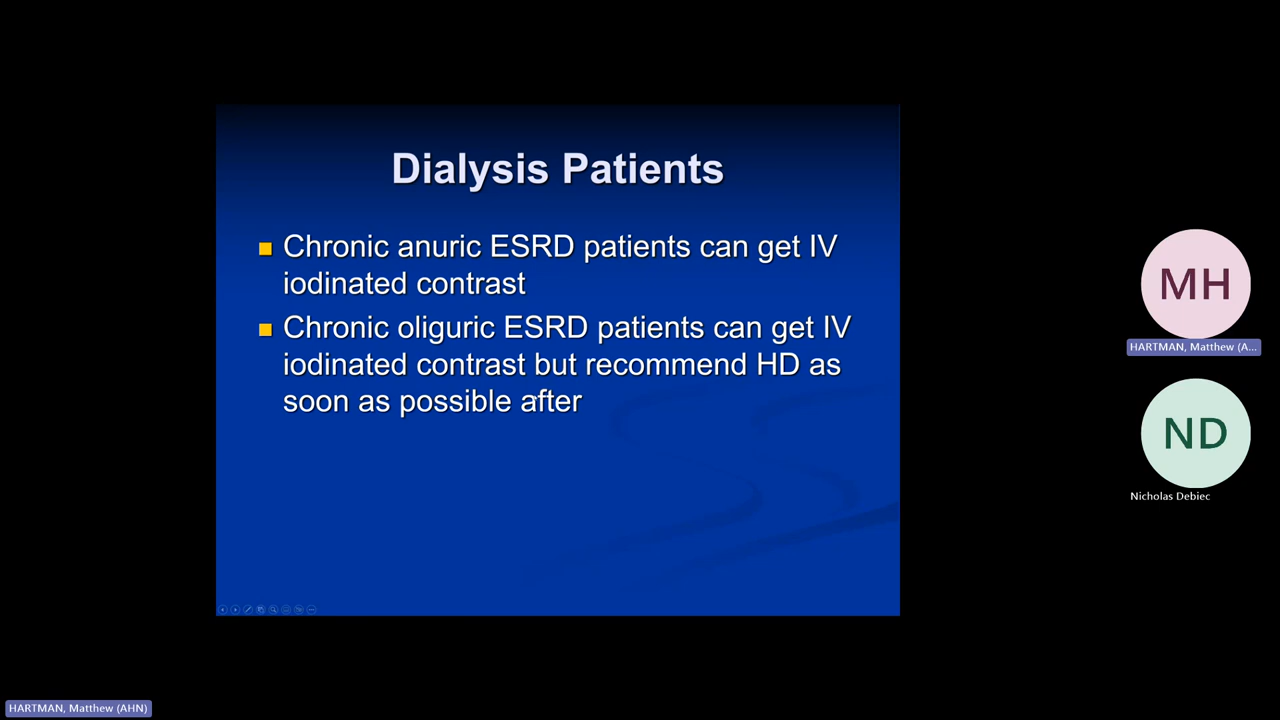 Dialysis Patients
Chronic anuric ESRD patients can get IV
iodinated contrast
Chronic oliguric ESRD patients can get IV
iodinated contrast but recommend HD as
soon as possible after
MH
HARTMAN, Matthew (A...
ND
Nicholas Debiec
HARTMAN, Matthew (AHN)